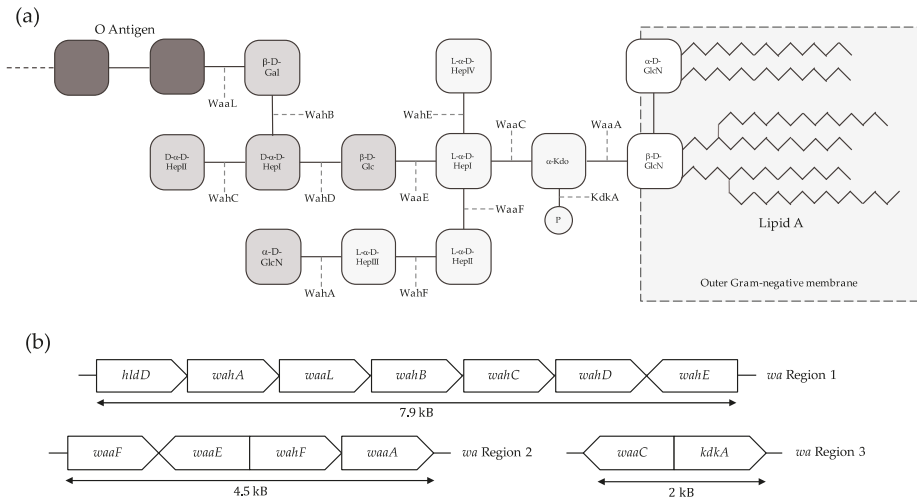 (a)
O Antigen
β-D-
Gal
L-α-D-
HepIV
α-D-
GlcN
WaaL
WahB
WahE
WaaC
WaaA
D-α-D-
HepII
D-α-D-
HepI
β-D-
Glc
L-α-D-
HepI
α-Kdo
β-D-
GlcN
WahC
WahD
WaaE
KdkA
WaaF
P
Lipid A
α-D-
GlcN
L-α-D-
HepIII
L-α-D-
HepII
WahA
WahF
Outer Gram-negative membrane
(b)
hldD wahA waaL wahB wahC wahD wahE wa Region 1
7.9 kB
waaF waaE wahF waaA wa Region 2
4.5 kB
waaC kdkA wa Region 3
2 kB